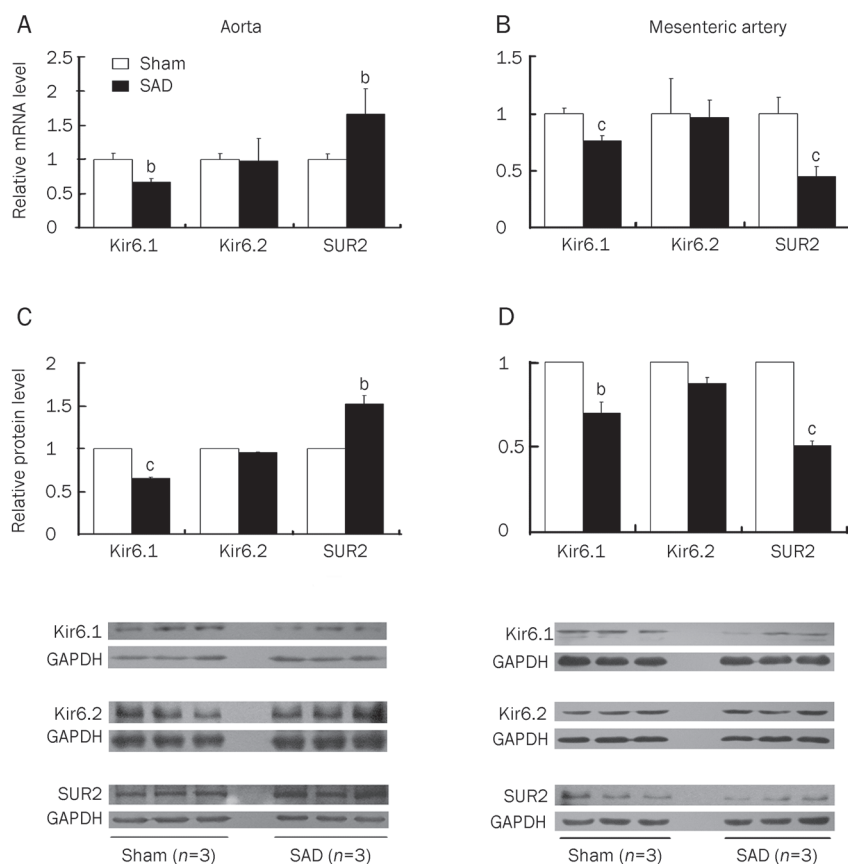 A
Aorta
Relative mRNA level
2.5
2
1.5
1
0.5
0
Sham
SAD
b
b
Kir6.1
Kir6.2
SUR2
B
Mesenteric artery
1.5
1
0.5
0
c
c
Kir6.1
Kir6.2
SUR2
C
Relative protein level
2
1.5
1
0.5
0
c
b
Kir6.1
Kir6.2
SUR2
D
1
0.5
0
b
c
Kir6.1
Kir6.2
SUR2
Kir6.1
GAPDH
Kir6.2
GAPDH
SUR2
GAPDH
Sham (n=3) SAD (n=3)
Kir6.1
GAPDH
Kir6.2
GAPDH
SUR2
GAPDH
Sham (n=3) SAD (n=3)